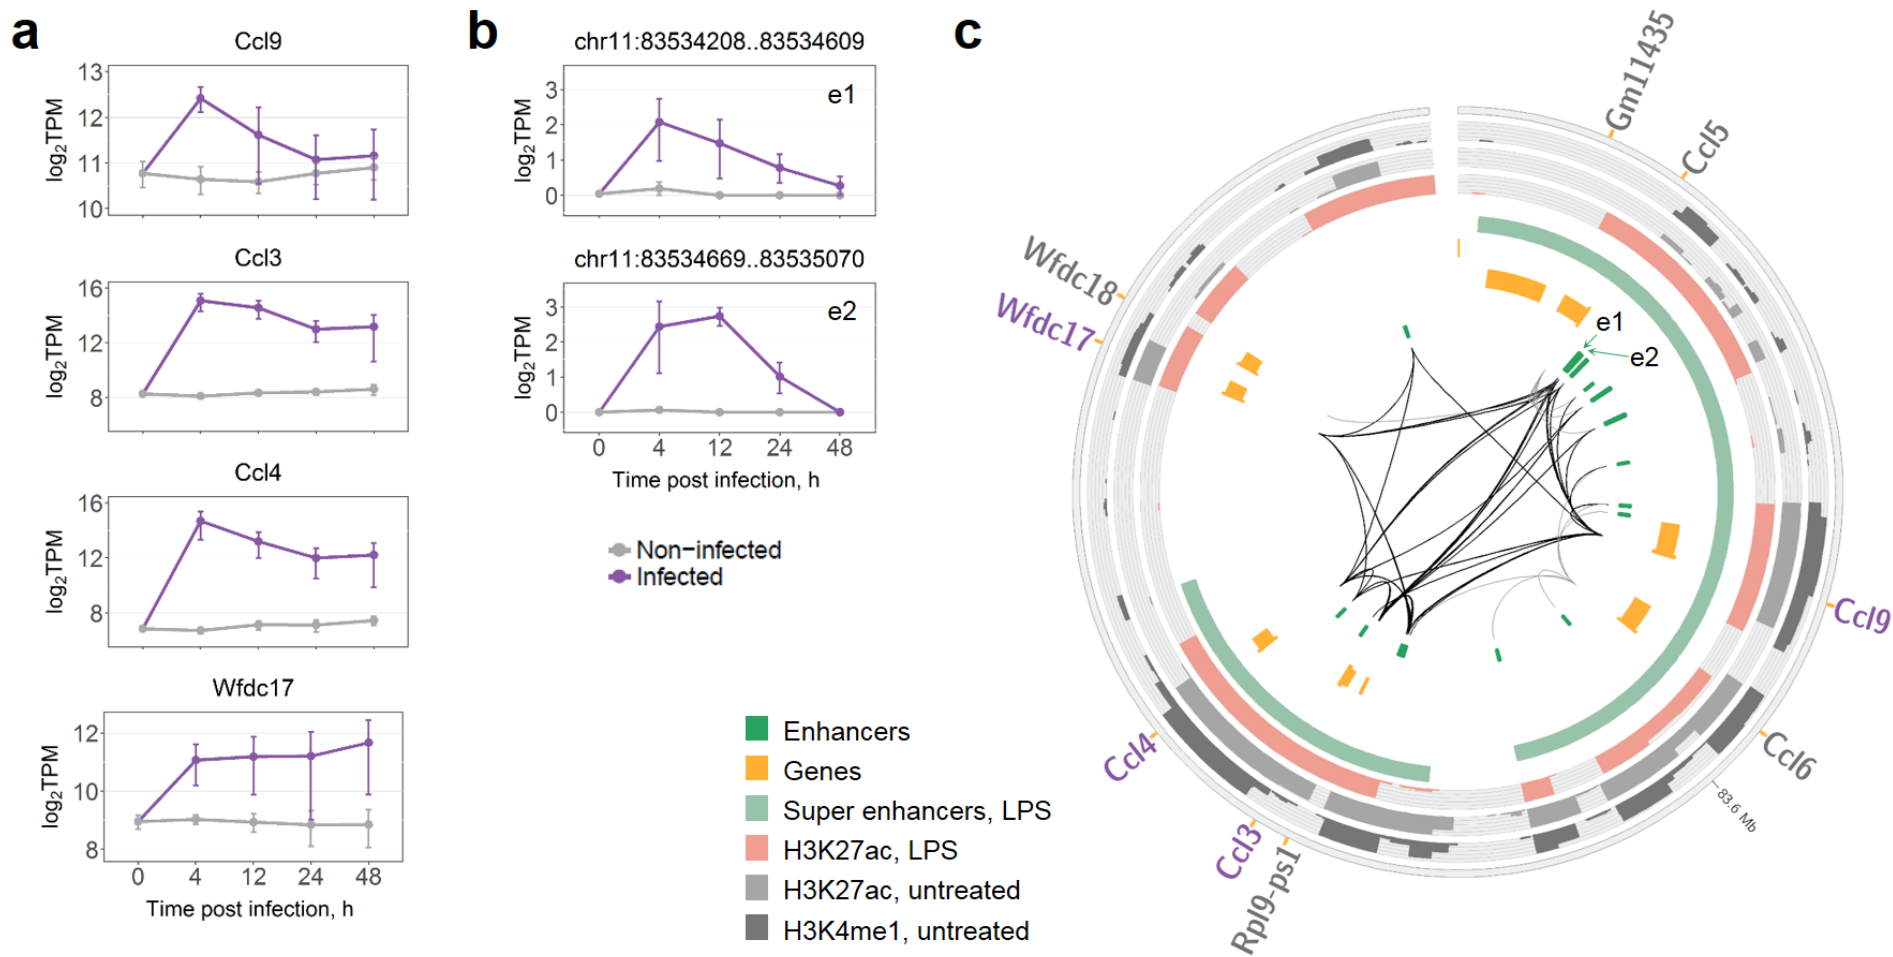 a
Ccl9
13
12
11
10
log2TPM
Ccl3
16
12
8
log2TPM
Ccl4
16
12
8
log2TPM
Wfdc17
12
10
8
log2TPM
0 4 12 24 48
Time post infection, h
b
chr11:83534208..83534609
e1
3
2
1
0
log2TPM
chr11:83534669..83535070
e2
3
2
1
0
log2TPM
0 4 12 24 48
Time post infection, h
Non-infected
Infected
Enhancers
Genes
Super enhancers, LPS
H3K27ac, LPS
H3K27ac, untreated
H3K4me1, untreated
c
Gm11435
Ccl5
e1
e2
Ccl9
Ccl6
83.6 Mb
Rpl9-ps1
Ccl3
Ccl4
Wfdc17
Wfdc18